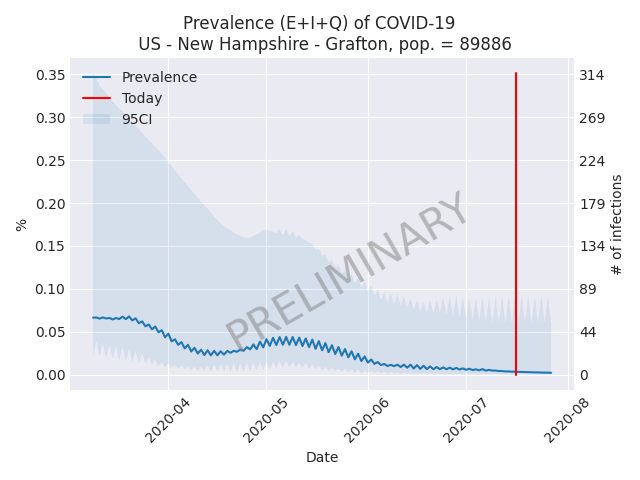 Prevalence (E+I+Q) of COVID-19
US - New Hampshire - Grafton, pop. = 89886
Prevalence
Today
95CI
PRELIMINARY
0.35
0.30
0.25
0.20
0.15
0.10
0.05
0.00
%
314
269
224
179
134
89
44
0
# of infections
2020-04
2020-05
2020-06
2020-07
2020-08
Date